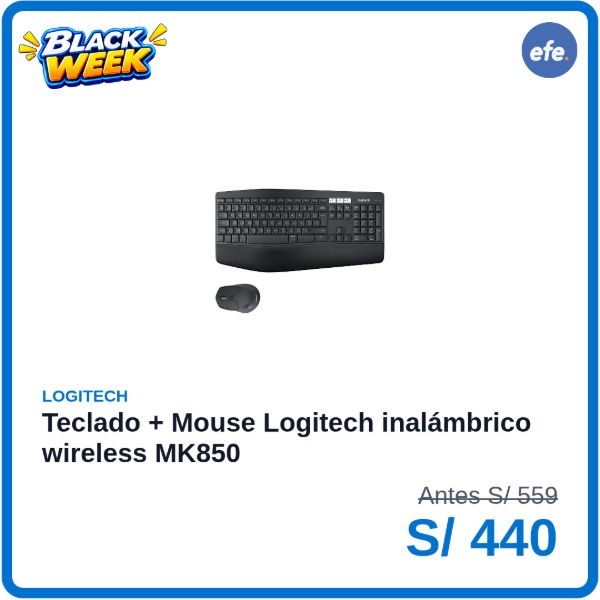 BLACK
WEEK
efe.
LOGITECH
Teclado + Mouse Logitech inalámbrico
wireless MK850
Antes S/ 559
S/ 440